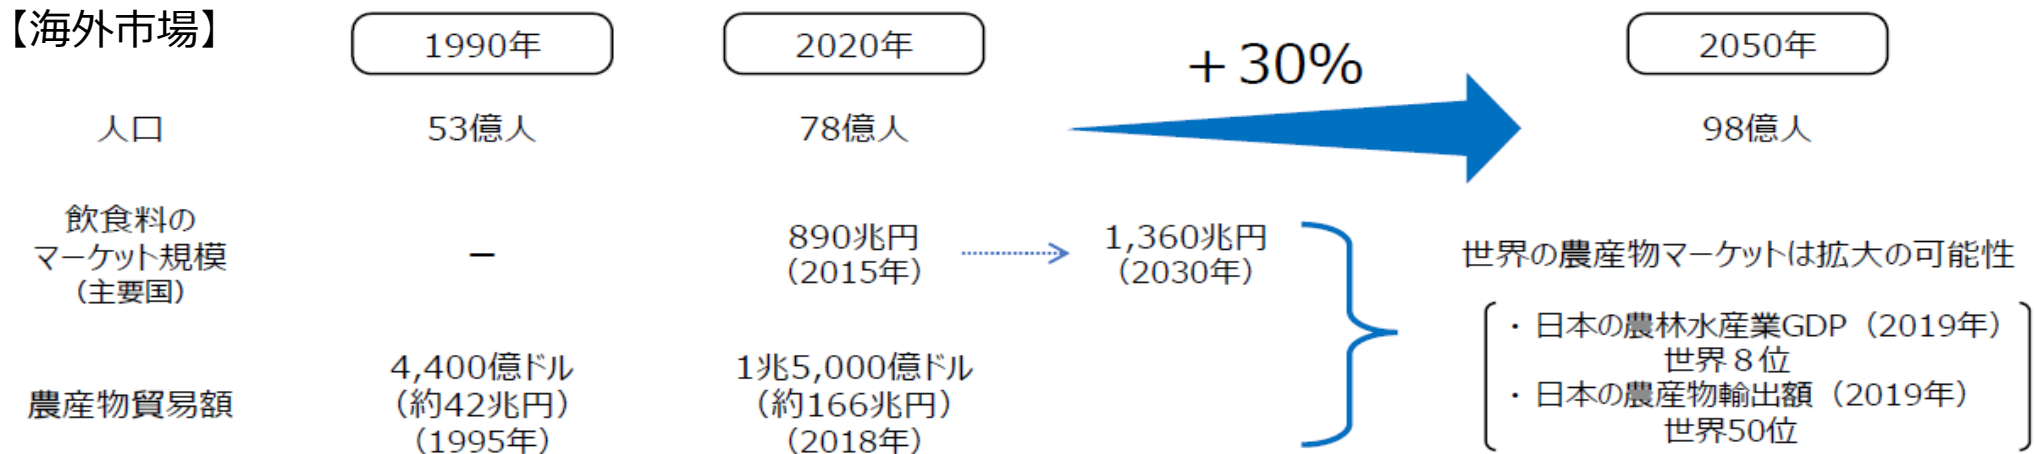 【海外市場】
1990年 2020年 +30% 2050年
人口 53億人 78億人 98億人
飲食料の
マーケット規模
（主要国）
－
890兆円
（2015年）
1,360兆円
（2030年）
世界の農産物マーケットは拡大の可能性
・日本の農林水産業GDP（2019年）
世界８位
・日本の農産物輸出額（2019年）
世界50位
農産物貿易額
4,400億ドル
（約42兆円）
（1995年）
1兆5,000億ドル
（約166兆円）
（2018年）